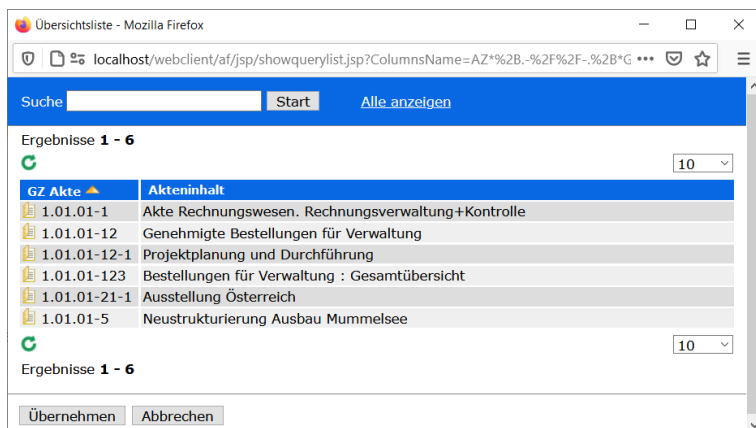 Übersichtsliste - Mozilla Firefox
localhost/webclient/af/jsp/showquerylist.jsp?ColumnsName=AZ*%2B.-%2F%2F-.%2B*G
Suche Start Alle anzeigen
Ergebnisse 1 - 6
10
GZ Akte Akteninhalt
1.01.01-1 Akte Rechnungswesen. Rechnungsverwaltung+Kontrolle
1.01.01-12 Genehmigte Bestellungen für Verwaltung
1.01.01-12-1 Projektplanung und Durchführung
1.01.01-123 Bestellungen für Verwaltung : Gesamtübersicht
1.01.01-21-1 Ausstellung Österreich
1.01.01-5 Neustrukturierung Ausbau Mummelsee
10
Ergebnisse 1 - 6
Übernehmen Abbrechen